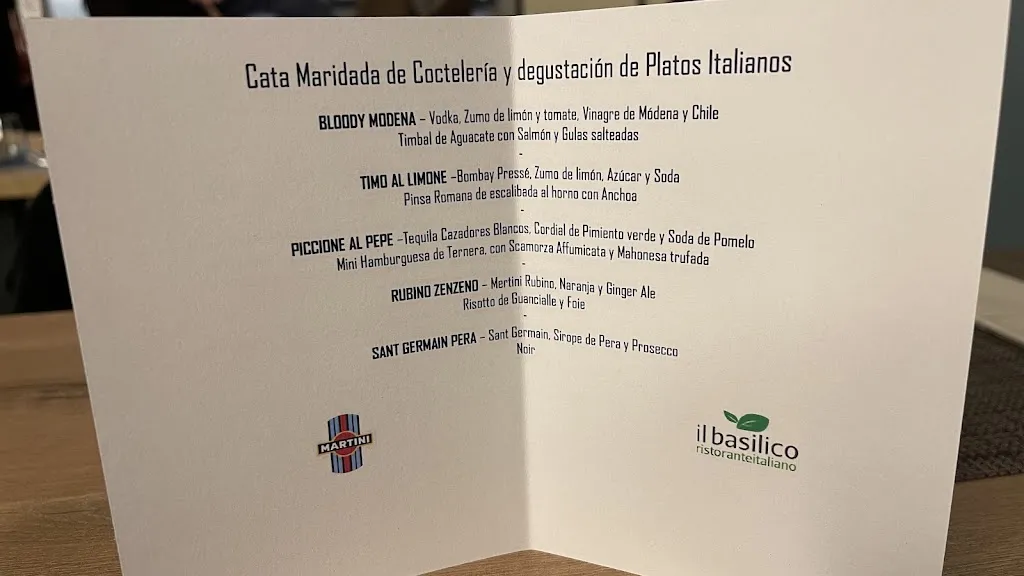 Cata Maridada de Coctelería y degustación de Platos Italianos
BLOODY MODENA – Vodka, Zumo de limón y tomate, Vinagre de Módena y Chile
Timbal de Aguacate con Salmón y Gulas salteadas
-
TIMO AL LIMONE –Bombay Pressé, Zumo de limón, Azúcar y Soda
Pinsa Romana de escalibada al horno con Anchoa
-
PICCIONE AL PEPE –Tequila Cazadores Blancos, Cordial de Pimiento verde y Soda de Pomelo
Mini Hamburguesa de Ternera, con Scamorza Affumicata y Mahonesa trufada
-
RUBINO ZENZENO – Mertini Rubino, Naranja y Ginger Ale
Risotto de Guancialle y Foie
-
SANT GERMAIN PERA – Sant Germain, Sirope de Pera y Prosecco
Noir
MARTINI
il basilico
ristoranteitaliano